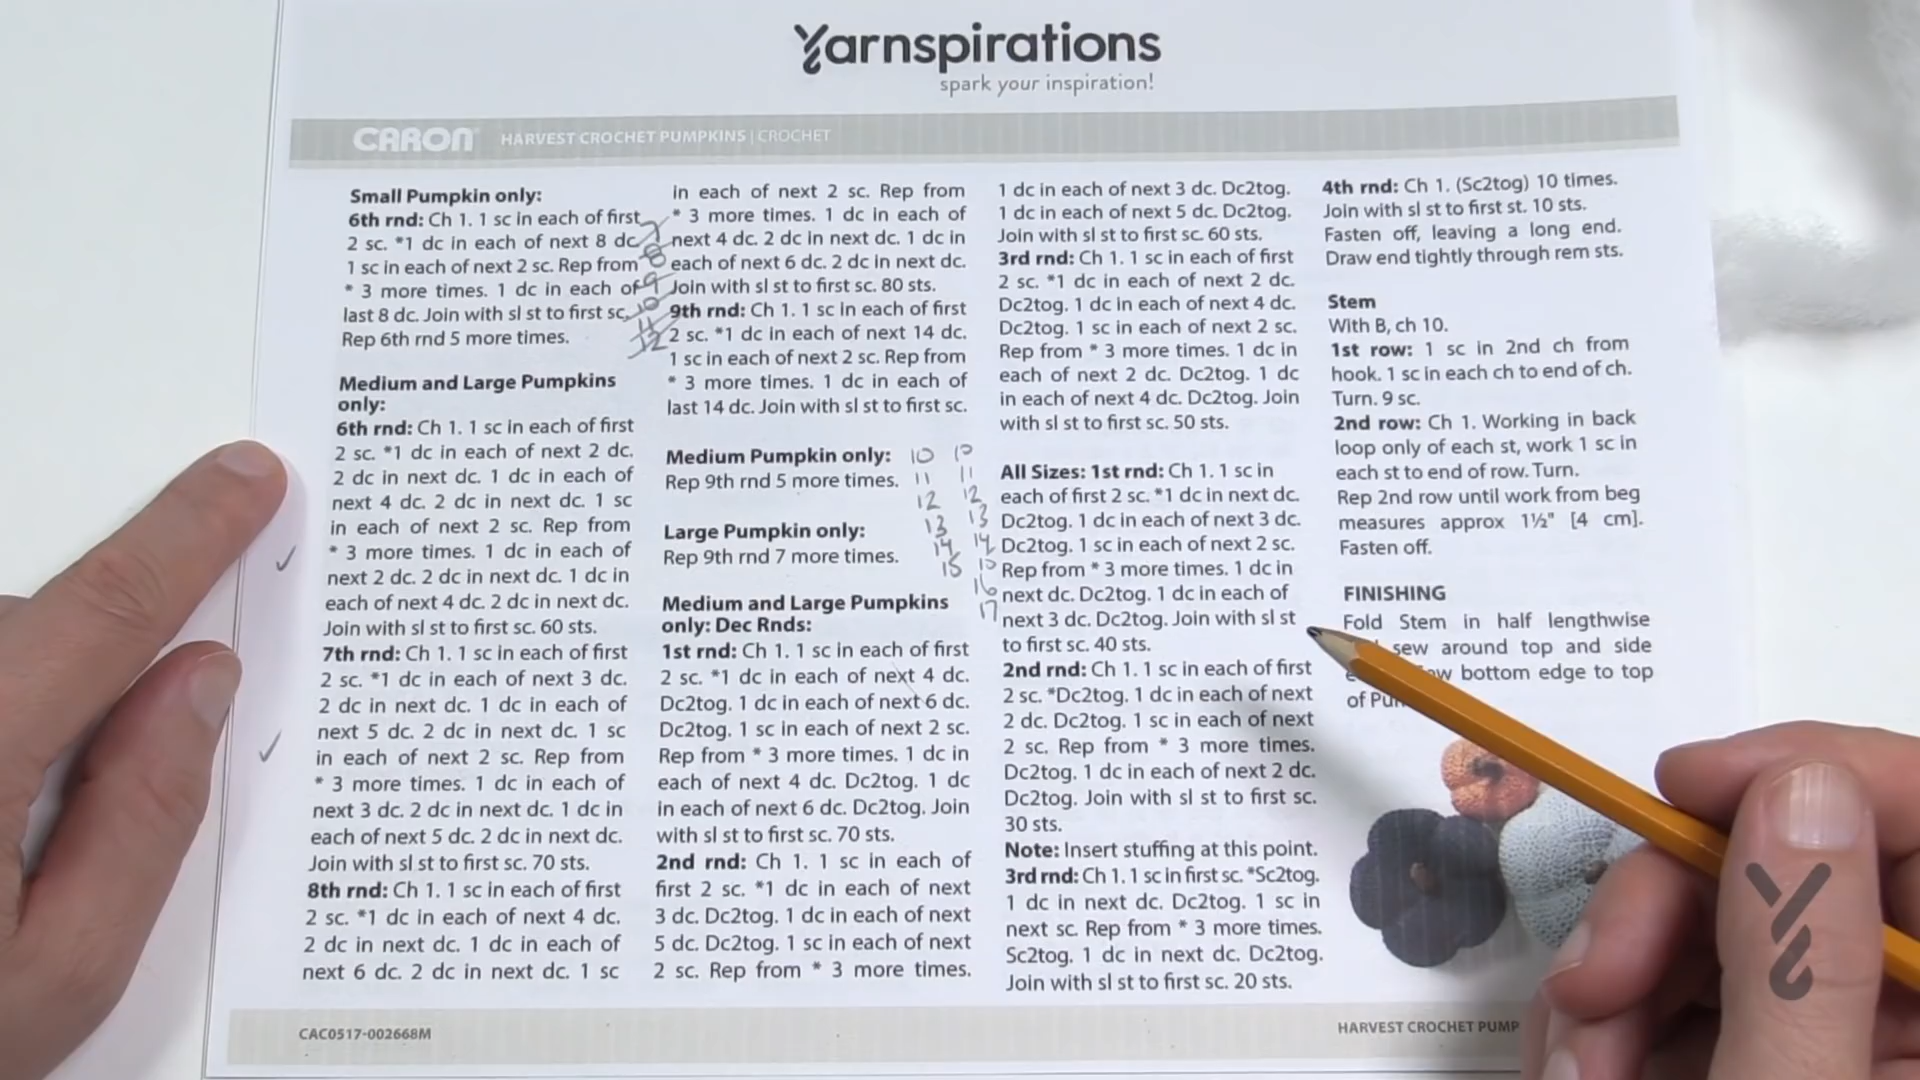 Yarnspirations
spark your inspiration!
CARON HARVEST CROCHET PUMPKINS | CROCHET
Small Pumpkin only:
6th rnd: Ch 1. 1 sc in each of first
2 sc. *1 dc in each of next 8 dc.
1 sc in each of next 2 sc. Rep from
* 3 more times. 1 dc in each of
last 8 dc. Join with sl st to first sc.
Rep 6th rnd 5 more times.
7
8
9
10
11
12
Medium and Large Pumpkins
only:
6th rnd: Ch 1. 1 sc in each of first
2 sc. *1 dc in each of next 2 dc.
2 dc in next dc. 1 dc in each of
next 4 dc. 2 dc in next dc. 1 sc
in each of next 2 sc. Rep from
* 3 more times. 1 dc in each of
next 2 dc. 2 dc in next dc. 1 dc in
each of next 4 dc. 2 dc in next dc.
Join with sl st to first sc. 60 sts.
7th rnd: Ch 1. 1 sc in each of first
2 sc. *1 dc in each of next 3 dc.
2 dc in next dc. 1 dc in each of
next 5 dc. 2 dc in next dc. 1 sc
in each of next 2 sc. Rep from
* 3 more times. 1 dc in each of
next 3 dc. 2 dc in next dc. 1 dc in
each of next 5 dc. 2 dc in next dc.
Join with sl st to first sc. 70 sts.
8th rnd: Ch 1. 1 sc in each of first
2 sc. *1 dc in each of next 4 dc.
2 dc in next dc. 1 dc in each of
next 6 dc. 2 dc in next dc. 1 sc
in each of next 2 sc. Rep from
* 3 more times. 1 dc in each of
next 4 dc. 2 dc in next dc. 1 dc in
each of next 6 dc. 2 dc in next dc.
Join with sl st to first sc. 80 sts.
9th rnd: Ch 1. 1 sc in each of first
2 sc. *1 dc in each of next 14 dc.
1 sc in each of next 2 sc. Rep from
* 3 more times. 1 dc in each of
last 14 dc. Join with sl st to first sc.
Medium Pumpkin only:
Rep 9th rnd 5 more times.
Large Pumpkin only:
Rep 9th rnd 7 more times.
10 10
11 11
12 12
13 13
14 14
15 15
16
17
Medium and Large Pumpkins
only: Dec Rnds:
1st rnd: Ch 1. 1 sc in each of first
2 sc. *1 dc in each of next 4 dc.
Dc2tog. 1 dc in each of next 6 dc.
Dc2tog. 1 sc in each of next 2 sc.
Rep from * 3 more times. 1 dc in
each of next 4 dc. Dc2tog. 1 dc
in each of next 6 dc. Dc2tog. Join
with sl st to first sc. 70 sts.
2nd rnd: Ch 1. 1 sc in each of
first 2 sc. *1 dc in each of next
3 dc. Dc2tog. 1 dc in each of next
5 dc. Dc2tog. 1 sc in each of next
2 sc. Rep from * 3 more times.
1 dc in each of next 3 dc. Dc2tog.
1 dc in each of next 5 dc. Dc2tog.
Join with sl st to first sc. 60 sts.
3rd rnd: Ch 1. 1 sc in each of first
2 sc. *1 dc in each of next 2 dc.
Dc2tog. 1 dc in each of next 4 dc.
Dc2tog. 1 sc in each of next 2 sc.
Rep from * 3 more times. 1 dc in
each of next 2 dc. Dc2tog. 1 dc
in each of next 4 dc. Dc2tog. Join
with sl st to first sc. 50 sts.
All Sizes: 1st rnd: Ch 1. 1 sc in
each of first 2 sc. *1 dc in next dc.
Dc2tog. 1 dc in each of next 3 dc.
Dc2tog. 1 sc in each of next 2 sc.
Rep from * 3 more times. 1 dc in
next dc. Dc2tog. 1 dc in each of
next 3 dc. Dc2tog. Join with sl st
to first sc. 40 sts.
2nd rnd: Ch 1. 1 sc in each of first
2 sc. *Dc2tog. 1 dc in each of next
2 dc. Dc2tog. 1 sc in each of next
2 sc. Rep from * 3 more times.
Dc2tog. 1 dc in each of next 2 dc.
Dc2tog. Join with sl st to first sc.
30 sts.
Note: Insert stuffing at this point.
3rd rnd: Ch 1. 1 sc in first sc. *Sc2tog.
1 dc in next dc. Dc2tog. 1 sc in
next sc. Rep from * 3 more times.
Sc2tog. 1 dc in next dc. Dc2tog.
Join with sl st to first sc. 20 sts.
4th rnd: Ch 1. (Sc2tog) 10 times.
Join with sl st to first st. 10 sts.
Fasten off, leaving a long end.
Draw end tightly through rem sts.
Stem
With B, ch 10.
1st row: 1 sc in 2nd ch from
hook. 1 sc in each ch to end of ch.
Turn. 9 sc.
2nd row: Ch 1. Working in back
loop only of each st, work 1 sc in
each st to end of row. Turn.
Rep 2nd row until work from beg
measures approx 1½" [4 cm].
Fasten off.
FINISHING
Fold Stem in half lengthwise
sew around top and side
bottom edge to top
of
CAC0517-002668M
HARVEST CROCHET PUMP